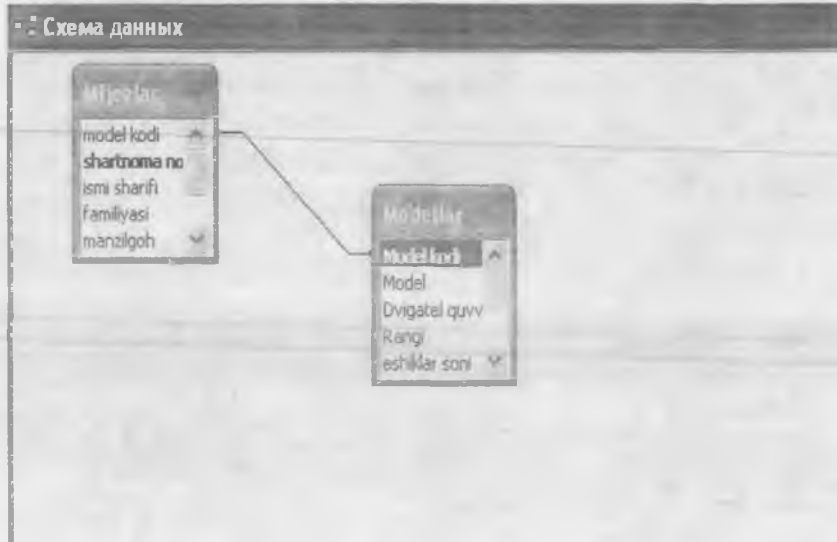 Схема данных
Mijozlar
model kodi
shartnoma no
ismi sharifi
familiyasi
manzilgoh
Modellar
Model kodi
Model
Dvigatel quvv
Rangi
eshiklar soni